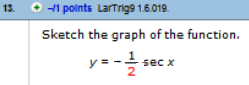 13. -/1 points LarTrig9 1.6.019.
Sketch the graph of the function.
y = -1/2 sec x